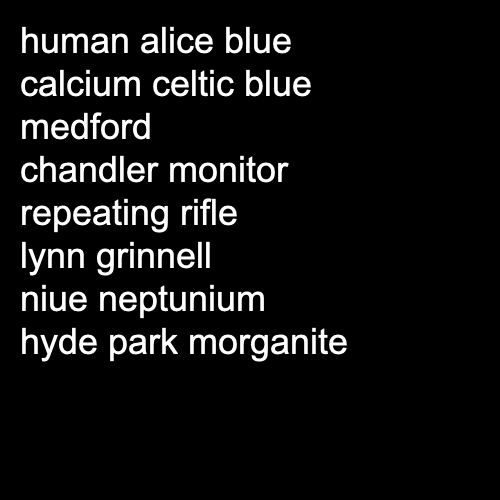 human alice blue
calcium celtic blue
medford
chandler monitor
repeating rifle
lynn grinnell
niue neptunium
hyde park morganite